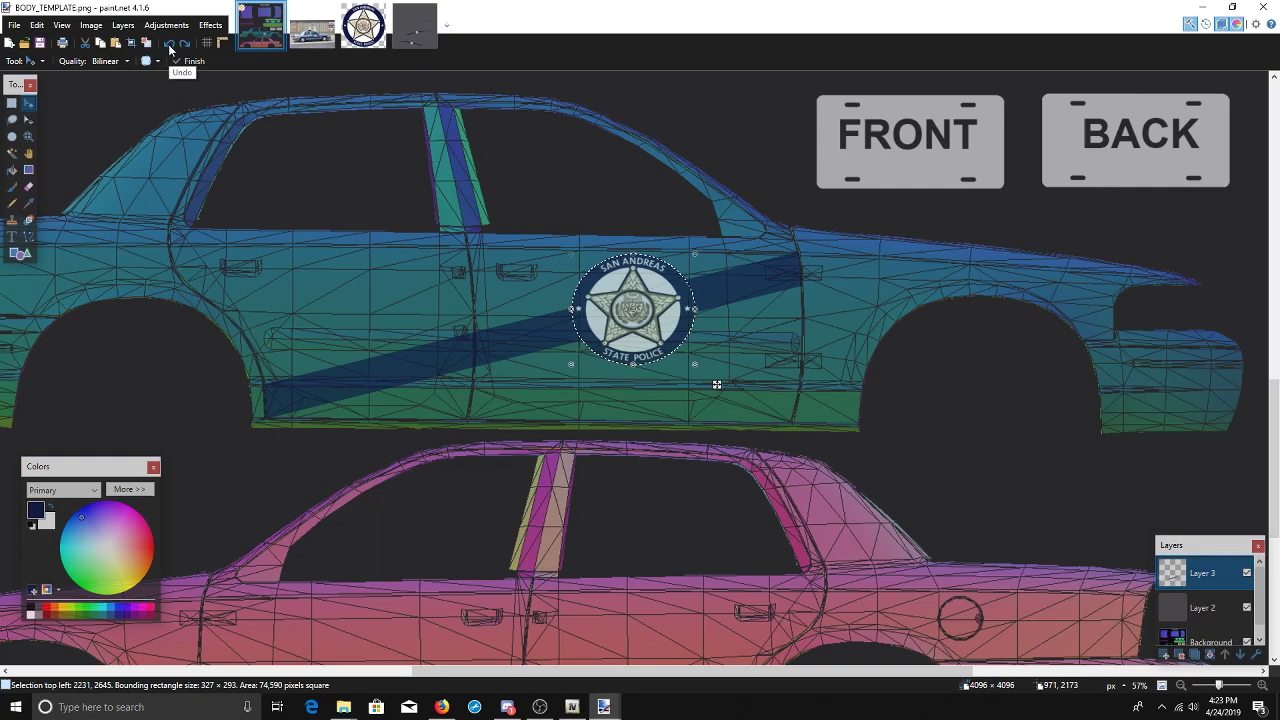 BODY_TEMPLATE.png - paint.net 4.1.6
File Edit View Image Layers Adjustments Effects
Tool Quality: Bilinear Finish
Undo
To...
FRONT
BACK
SAN ANDREAS
STATE POLICE
Colors
Primary
More >>
Layers
Layer 3
Layer 2
Background
Selection top left: 2231, 2645. Bounding rectangle size: 327 × 293. Area: 74,590 pixels square
4096 × 4096
971, 2173
px
57%
Type here to search
4:23 PM
4/24/2019